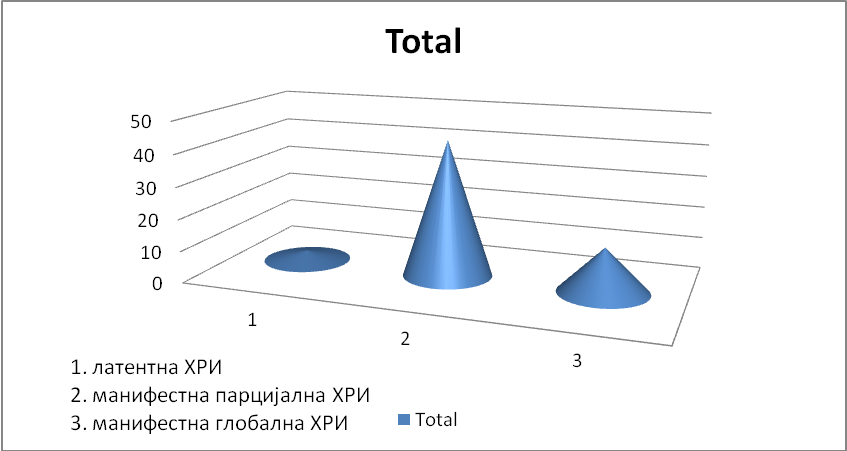 Total
50
40
30
20
10
0
1
2
3
1. латентна ХРИ
2. манифестна парцијална ХРИ
3. манифестна глобална ХРИ
Total